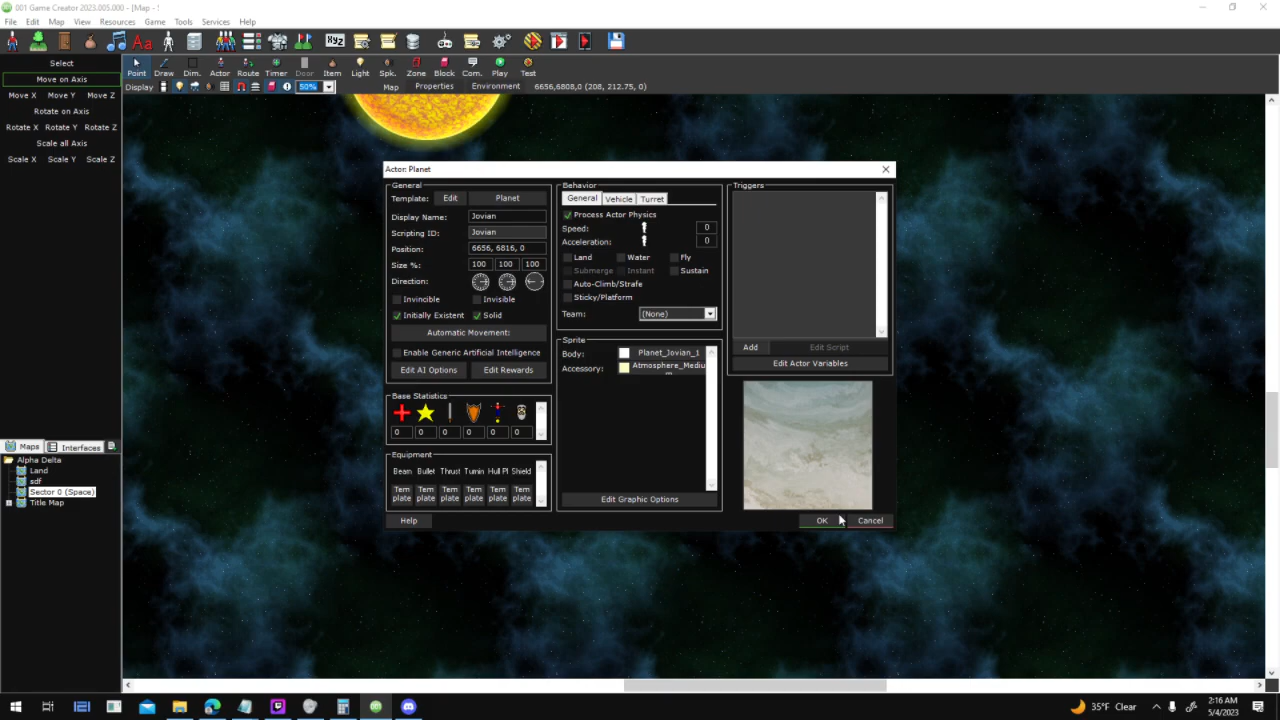 001 Game Creator 2023.005.000 - [Map - !
File Edit Map View Resources Game Tools Services Help
Aa
XYZ
Select
Move on Axis
Move X Move Y Move Z
Rotate on Axis
Rotate X Rotate Y Rotate Z
Scale all Axis
Scale X Scale Y Scale Z
Point Draw Dim. Actor Route Timer Door Item Light Spk. Zone Block Com. Play Test
Display 50% Map Properties Environment 6656,6808,0 (208, 212.75, 0)
Actor: Planet
General
Template: Edit Planet
Display Name: Jovian
Scripting ID: Jovian
Position: 6656, 6816, 0
Size %: 100 100 100
Direction:
Invincible Invisible
Initially Existent Solid
Automatic Movement:
Enable Generic Artificial Intelligence
Edit AI Options Edit Rewards
Base Statistics
0 0 0 0 0 0
Equipment
Beam Bullet Thrust Turnin Hull Pl Shield
Tem Tem Tem Tem Tem Tem
plate plate plate plate plate plate
Help
Behavior
General Vehicle Turret
Process Actor Physics
Speed: 0
Acceleration: 0
Land Water Fly
Submerge Instant Sustain
Auto-Climb/Strafe
Sticky/Platform
Team: (None)
Sprite
Body: Planet_Jovian_1
Accessory: Atmosphere_Mediu
m
Edit Graphic Options
Triggers
Add Edit Script
Edit Actor Variables
OK Cancel
Maps Interfaces
Alpha Delta
Land
sdf
Sector 0 (Space)
Title Map
35°F Clear
2:16 AM
5/4/2023